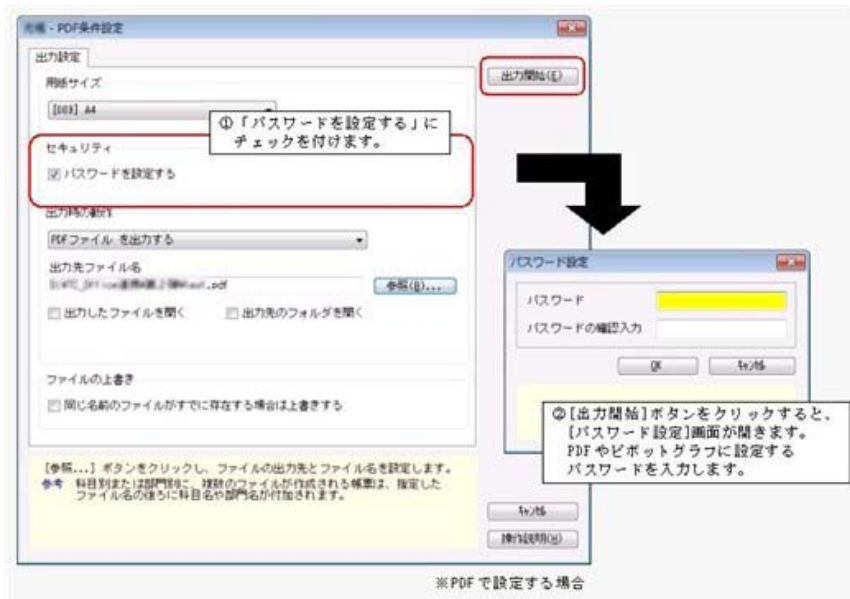 - PDF条件設定
出力設定
出力開始(E)
用紙サイズ
[003] A4
①「パスワードを設定する」に
チェックを付けます。
セキュリティ
パスワードを設定する
出力時の動作
PDFファイル を出力する
出力先ファイル名
.pdf
参照(B)...
出力したファイルを開く
出力先のフォルダを開く
ファイルの上書き
同じ名前のファイルがすでに存在する場合は上書きする
[参照...] ボタンをクリックし、ファイルの出力先とファイル名を設定します。
参考 科目別または部門別に、複数のファイルが作成される帳票は、指定した
ファイル名の後ろに科目名や部門名が付加されます。
キャンセル
操作説明(H)
パスワード設定
パスワード
パスワードの確認入力
OK
キャンセル
②[出力開始]ボタンをクリックすると、
[パスワード設定]画面が開きます。
PDFやピボットグラフに設定する
パスワードを入力します。
※PDFで設定する場合